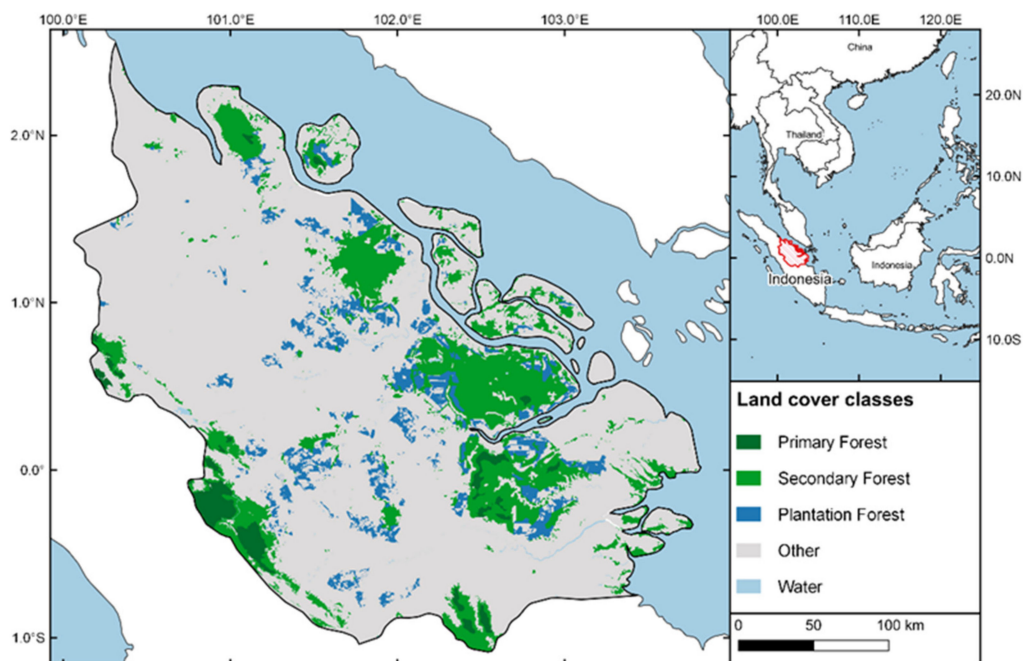 100.0°E 101.0°E 102.0°E 103.0°E
2.0°N
1.0°N
0.0°
1.0°S
100.0E 110.0E 120.0E
20.0N
10.0N
0.0N
10.0S
China
Thailand
Indonesia
Indonesia
Land cover classes
Primary Forest
Secondary Forest
Plantation Forest
Other
Water
0 50 100 km